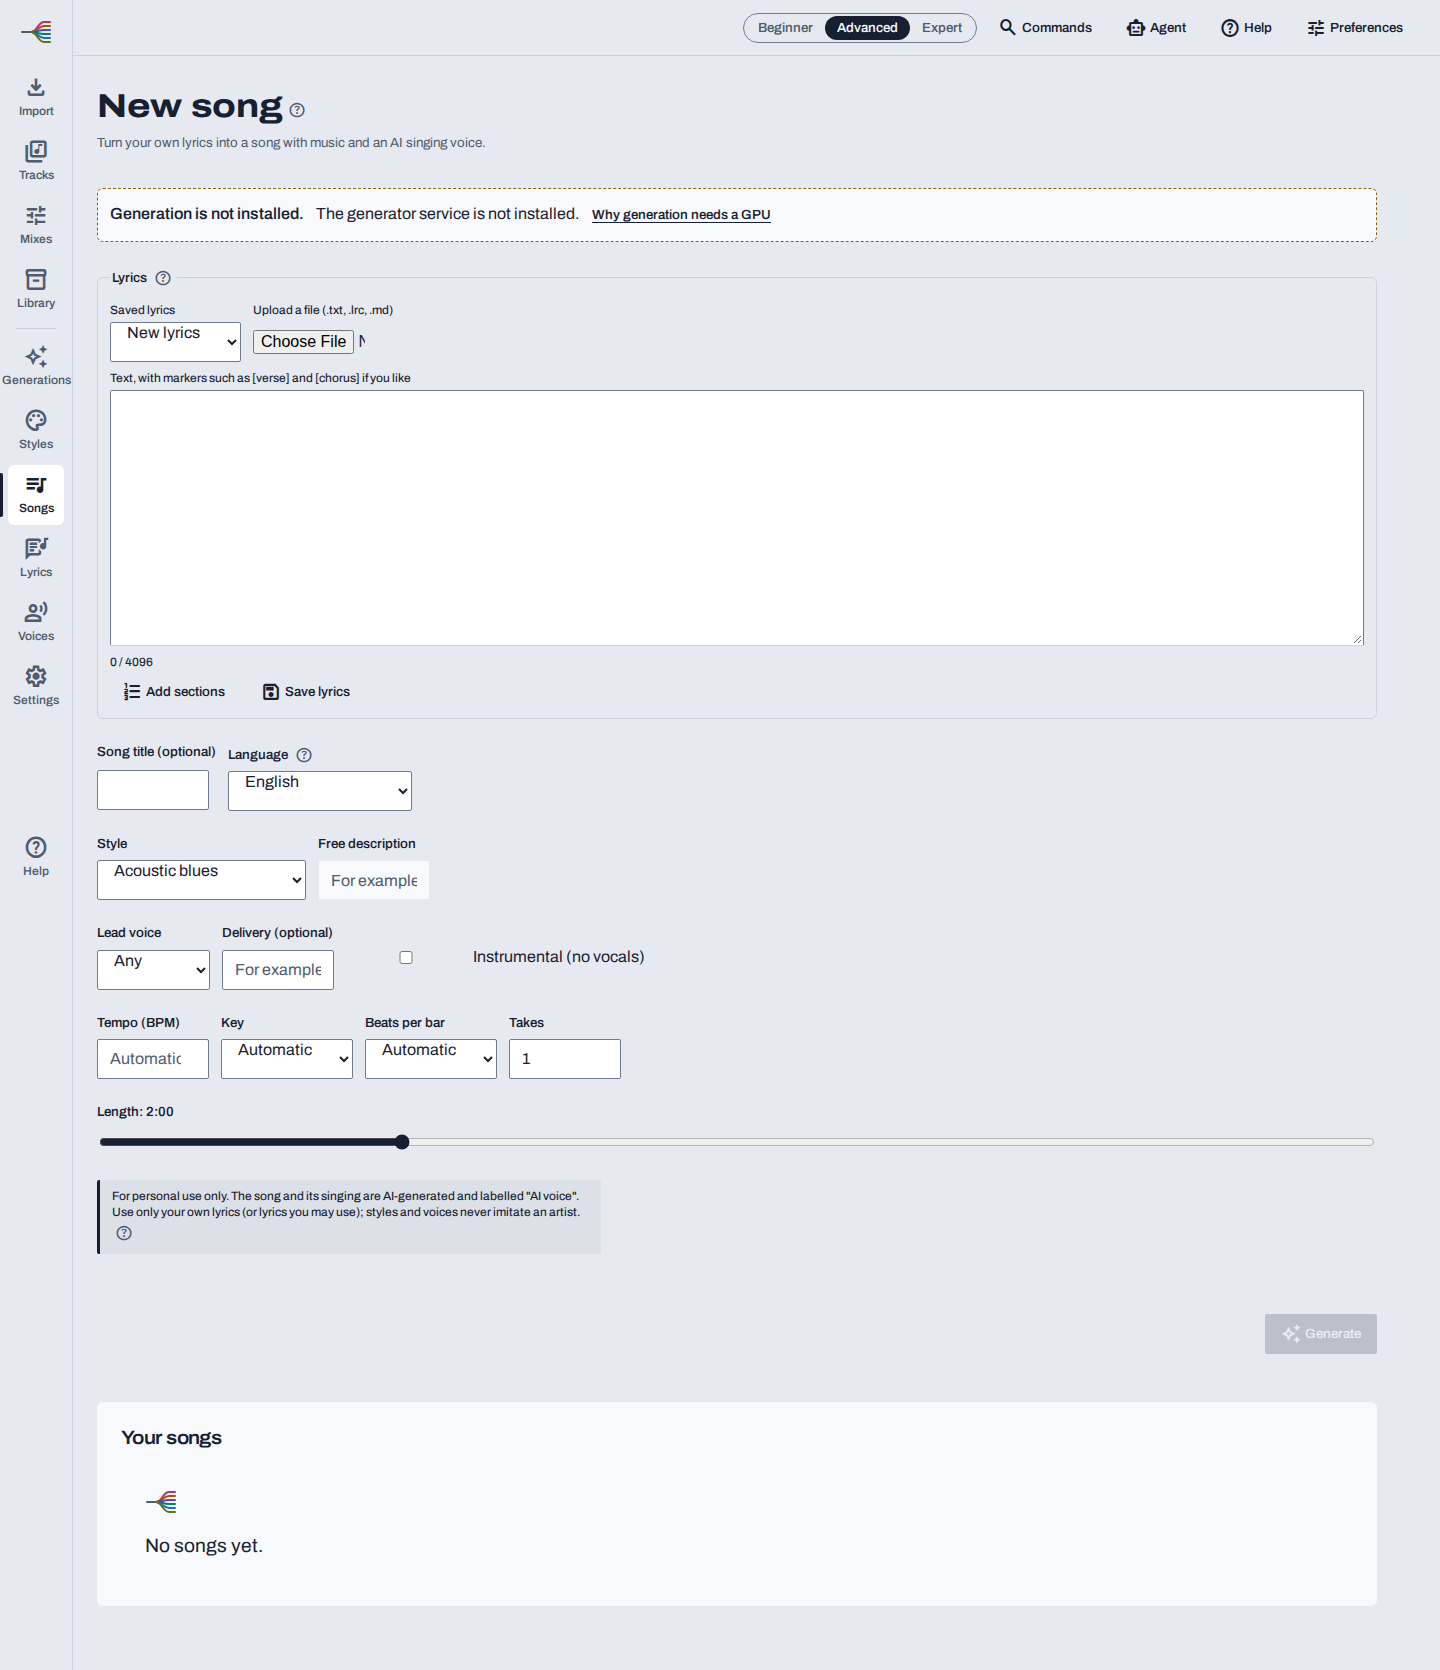 Beginner Advanced Expert Commands Agent Help Preferences
Import
Tracks
Mixes
Library
Generations
Styles
Songs
Lyrics
Voices
Settings
Help
New song
Turn your own lyrics into a song with music and an AI singing voice.
Generation is not installed. The generator service is not installed. Why generation needs a GPU
Lyrics
Saved lyrics Upload a file (.txt, .lrc, .md)
New lyrics Choose File
Text, with markers such as [verse] and [chorus] if you like
0 / 4096
Add sections Save lyrics
Song title (optional) Language
English
Style Free description
Acoustic blues For example
Lead voice Delivery (optional)
Any For example Instrumental (no vocals)
Tempo (BPM) Key Beats per bar Takes
Automatic Automatic Automatic 1
Length: 2:00
For personal use only. The song and its singing are AI-generated and labelled "AI voice".
Use only your own lyrics (or lyrics you may use); styles and voices never imitate an artist.
Generate
Your songs
No songs yet.